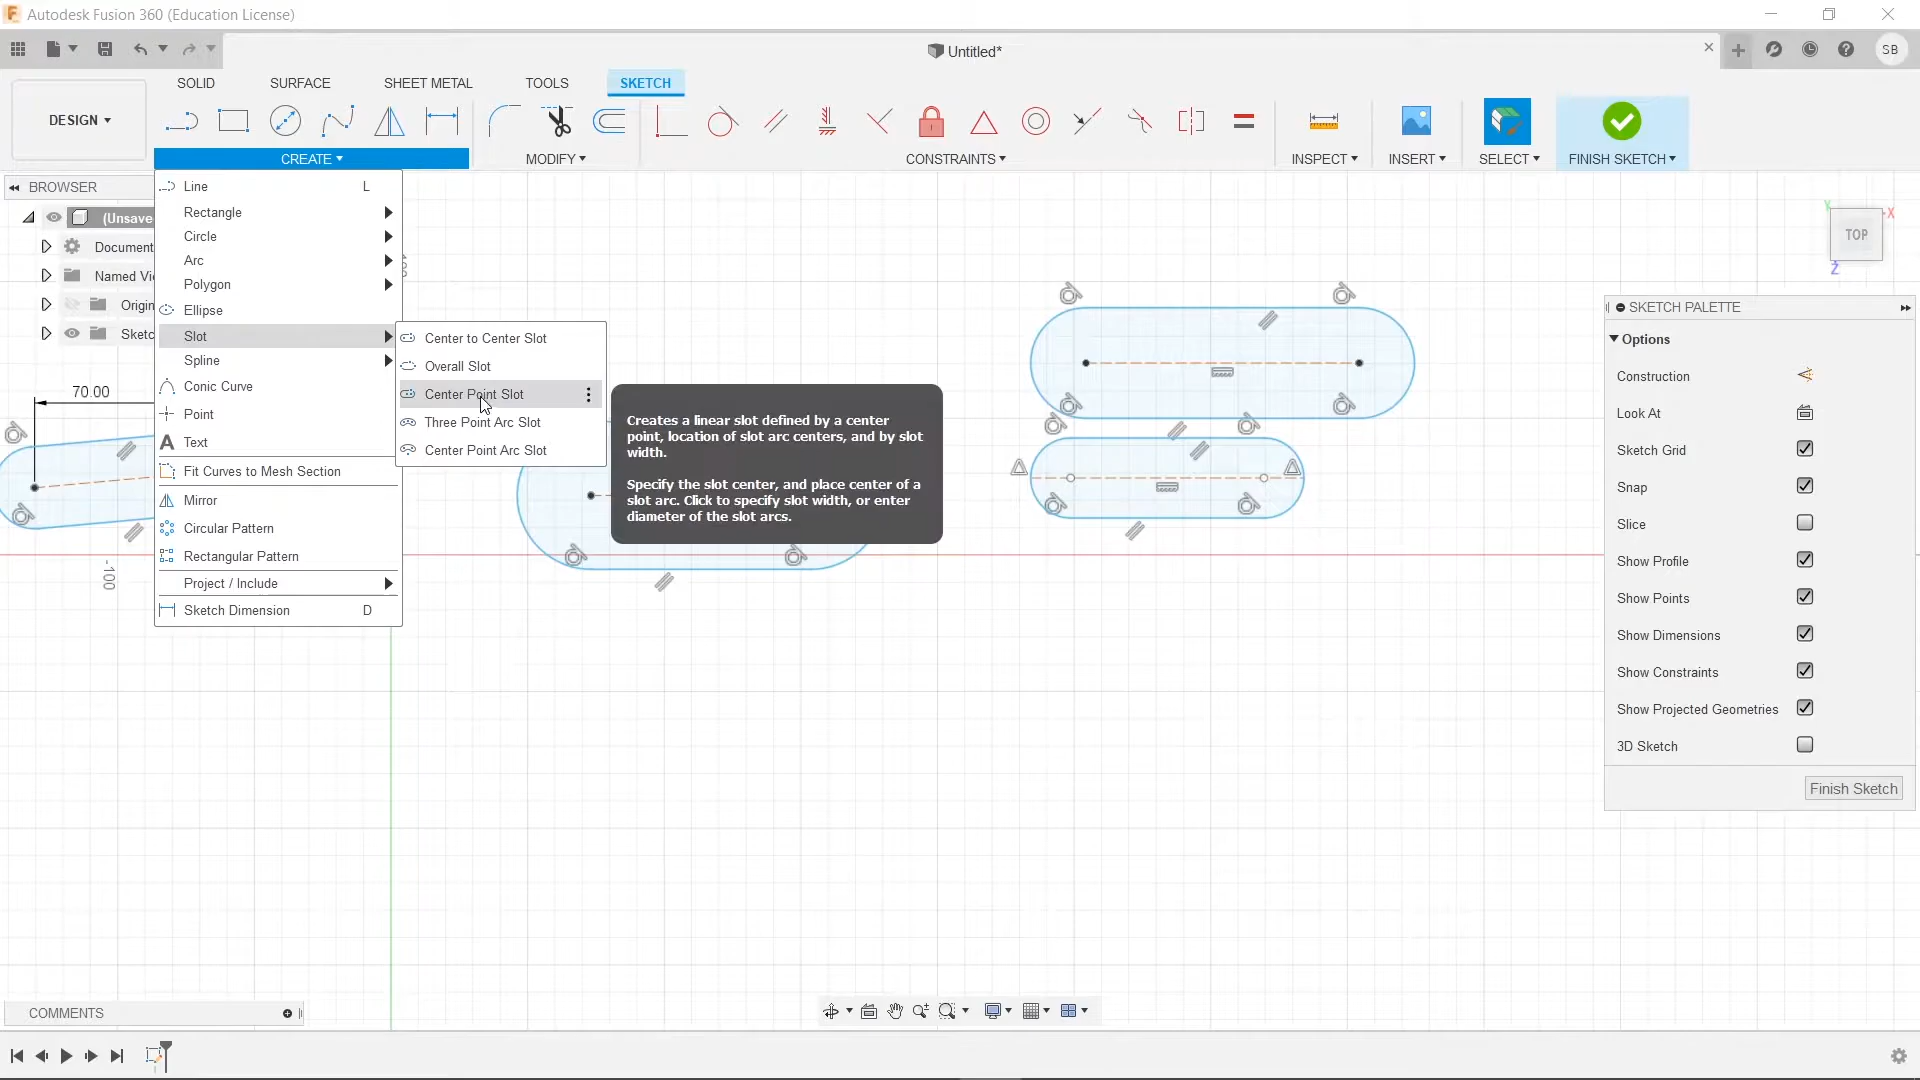 Autodesk Fusion 360 (Education License)
Untitled*
SB
DESIGN
SOLID
SURFACE
SHEET METAL
TOOLS
SKETCH
CREATE
MODIFY
CONSTRAINTS
INSPECT
INSERT
SELECT
FINISH SKETCH
BROWSER
(Unsave
Document
Named Vi
Origin
Sketc
70.00
-100
Line L
Rectangle
Circle
Arc
Polygon
Ellipse
Slot
Spline
Conic Curve
Point
Text
Fit Curves to Mesh Section
Mirror
Circular Pattern
Rectangular Pattern
Project / Include
Sketch Dimension D
Center to Center Slot
Overall Slot
Center Point Slot
Three Point Arc Slot
Center Point Arc Slot
Creates a linear slot defined by a center
point, location of slot arc centers, and by slot
width.
Specify the slot center, and place center of a
slot arc. Click to specify slot width, or enter
diameter of the slot arcs.
Y
X
TOP
Z
SKETCH PALETTE
Options
Construction
Look At
Sketch Grid
Snap
Slice
Show Profile
Show Points
Show Dimensions
Show Constraints
Show Projected Geometries
3D Sketch
Finish Sketch
COMMENTS